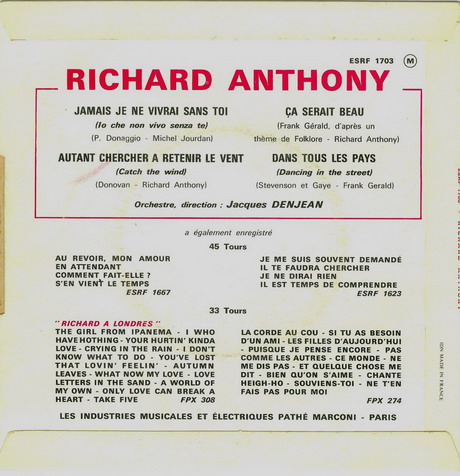 ESRF 1703 M
RICHARD ANTHONY
JAMAIS JE NE VIVRAI SANS TOI
(Io che non vivo senza te)
(P. Donaggio - Michel Jourdan)
ÇA SERAIT BEAU
(Frank Gérald, d'après un
thème de Folklore - Richard Anthony)
AUTANT CHERCHER A RETENIR LE VENT
(Catch the wind)
(Donovan - Richard Anthony)
DANS TOUS LES PAYS
(Dancing in the street)
(Stevenson et Gaye - Frank Gerald)
Orchestre, direction : Jacques DENJEAN
a également enregistré
45 Tours
AU REVOIR, MON AMOUR
EN ATTENDANT
COMMENT FAIT-ELLE ?
S'EN VIENT LE TEMPS
ESRF 1667
JE ME SUIS SOUVENT DEMANDÉ
IL TE FAUDRA CHERCHER
JE NE DIRAI RIEN
IL EST TEMPS DE COMPRENDRE
ESRF 1623
33 Tours
"RICHARD A LONDRES"
THE GIRL FROM IPANEMA - I WHO
HAVE NOTHING - YOUR HURTIN' KINDA
LOVE - CRYING IN THE RAIN - I DON'T
KNOW WHAT TO DO - YOU'VE LOST
THAT LOVIN' FEELIN' - AUTUMN
LEAVES - WHAT NOW MY LOVE - LOVE
LETTERS IN THE SAND - A WORLD OF
MY OWN - ONLY LOVE CAN BREAK A
HEART - TAKE FIVE FPX 308
LA CORDE AU COU - SI TU AS BESOIN
D'UN AMI - LES FILLES D'AUJOURD'HUI
- PUISQUE JE PENSE ENCORE - PAS
COMME LES AUTRES - CE MONDE - NE
ME DIS PAS - ET QUELQUE CHOSE ME
DIT - BIEN QU'ON S'AIME - CHANTE
HEIGH-HO - SOUVIENS-TOI - NE T'EN
FAIS PAS POUR MOI
FPX 274
LES INDUSTRIES MUSICALES ET ÉLECTRIQUES PATHÉ MARCONI - PARIS
MADE IN FRANCE
RICHARD ANTHONY